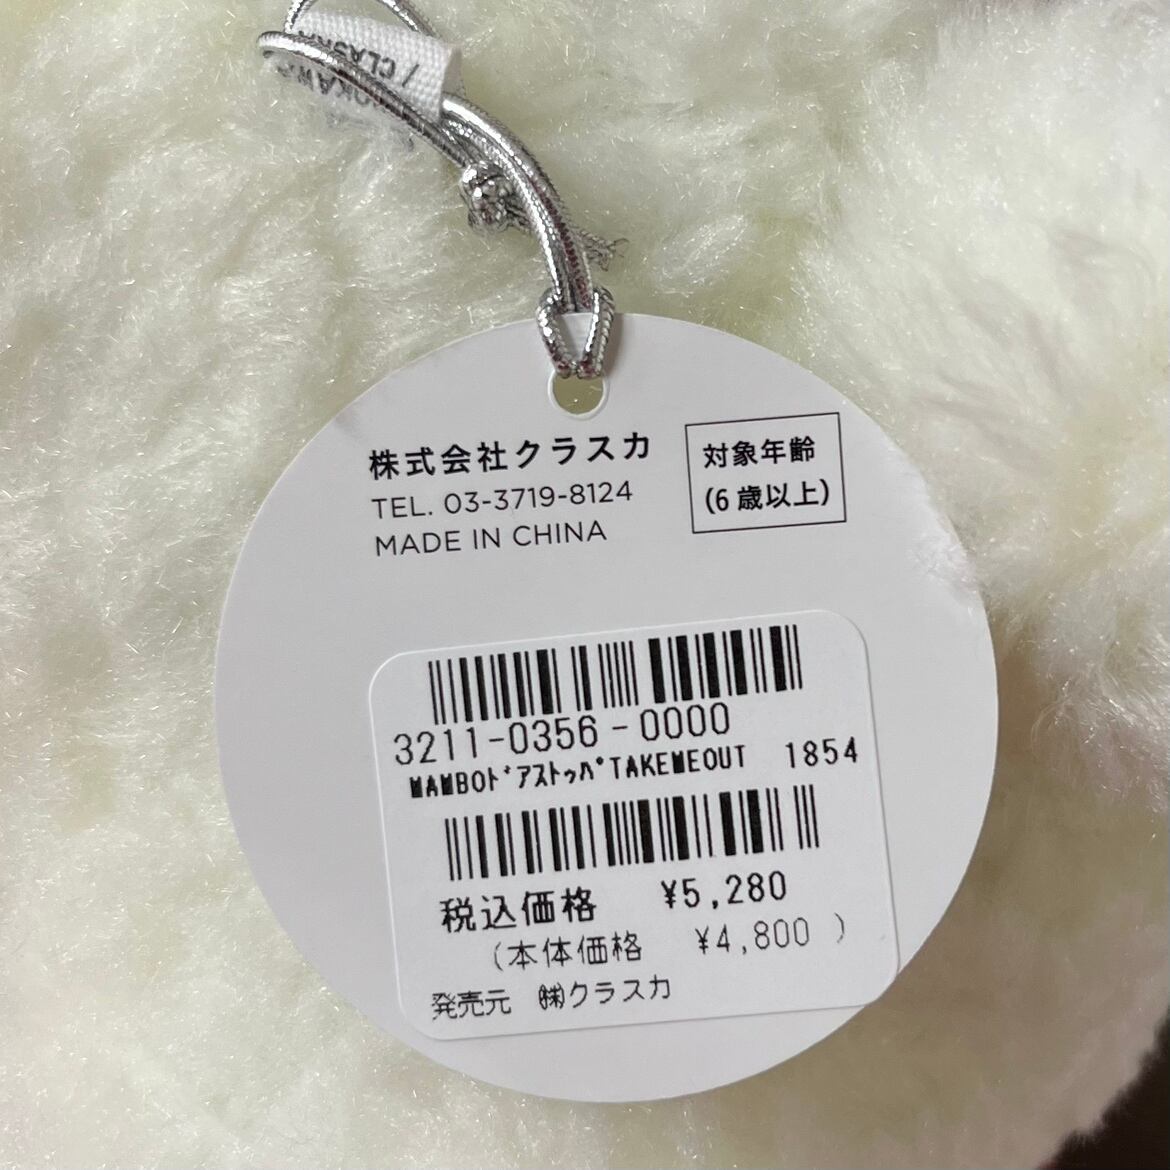 / CLASKA
株式会社クラスカ
TEL. 03-3719-8124
MADE IN CHINA
対象年齢
(6歳以上)
3211-0356-0000
MAMBOﾄﾞｱｽﾄｯﾊﾟTAKEMEOUT 1854
税込価格 ¥5,280
(本体価格 ¥4,800 )
発売元 ㈱クラスカ